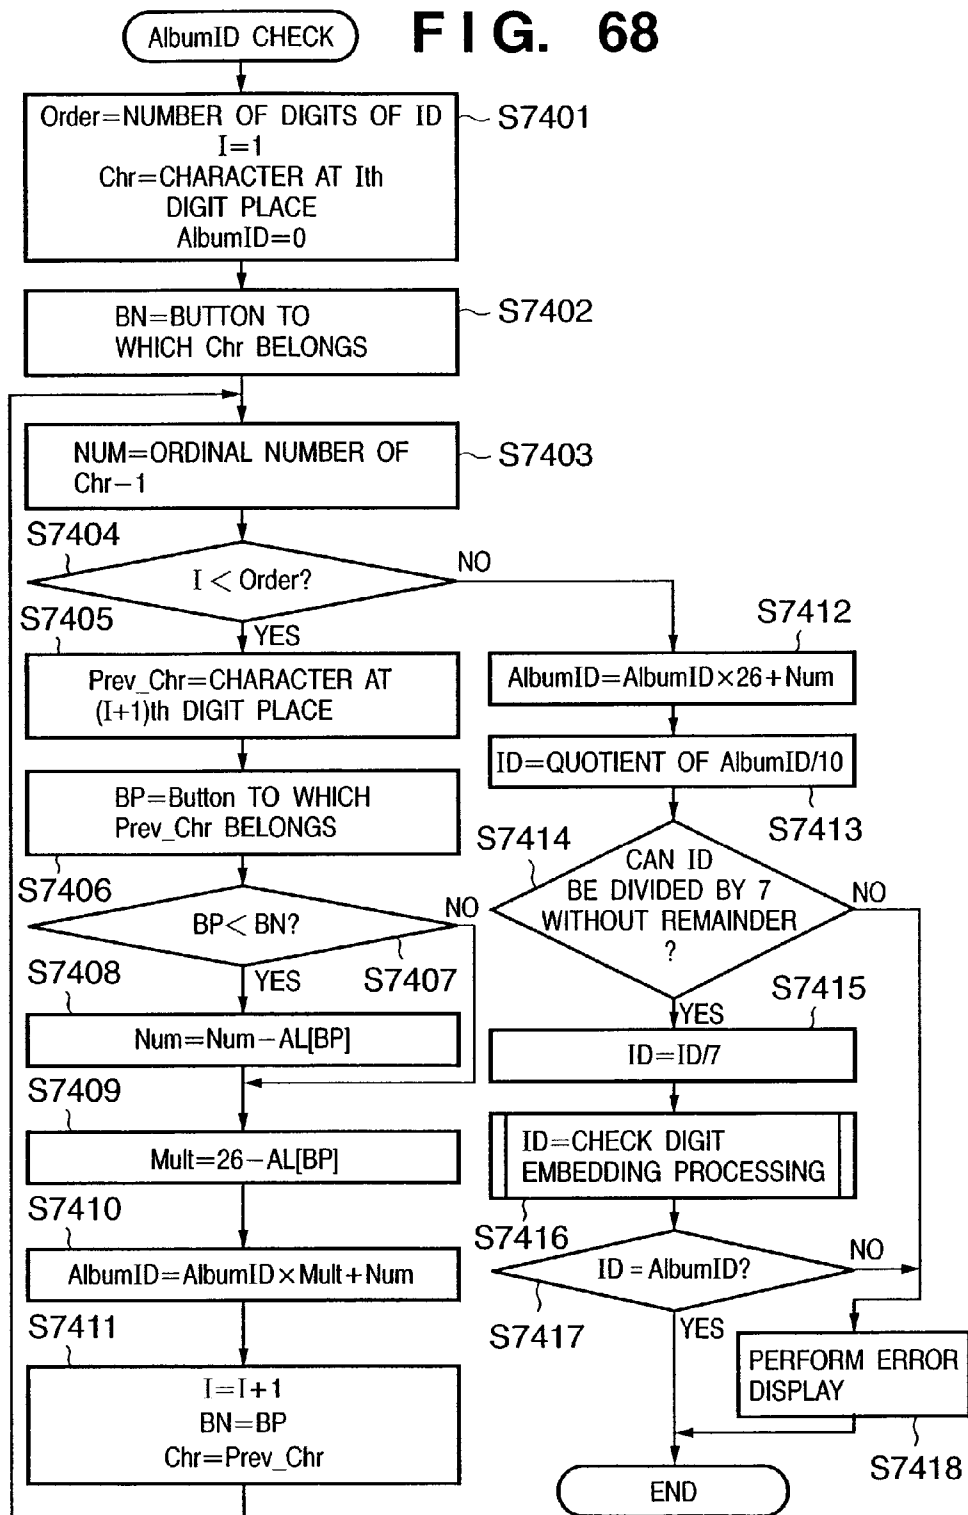 FIG. 68
AlbumID CHECK
Order=NUMBER OF DIGITS OF ID
I=1
Chr=CHARACTER AT Ith
DIGIT PLACE
AlbumID=0
S7401
BN=BUTTON TO
WHICH Chr BELONGS
S7402
NUM=ORDINAL NUMBER OF
Chr-1
S7403
S7404
I < Order?
NO
YES
S7405
Prev_Chr=CHARACTER AT
(I+1)th DIGIT PLACE
BP=Button TO WHICH
Prev_Chr BELONGS
S7406
BP < BN?
NO
S7407
YES
S7408
Num=Num-AL[BP]
S7409
Mult=26-AL[BP]
S7410
AlbumID=AlbumID×Mult+Num
S7411
I=I+1
BN=BP
Chr=Prev_Chr
S7412
AlbumID=AlbumID×26+Num
ID=QUOTIENT OF AlbumID/10
S7413
S7414
CAN ID
BE DIVIDED BY 7
WITHOUT REMAINDER
?
NO
YES
S7415
ID=ID/7
ID=CHECK DIGIT
EMBEDDING PROCESSING
S7416
ID=AlbumID?
NO
S7417
YES
PERFORM ERROR
DISPLAY
S7418
END